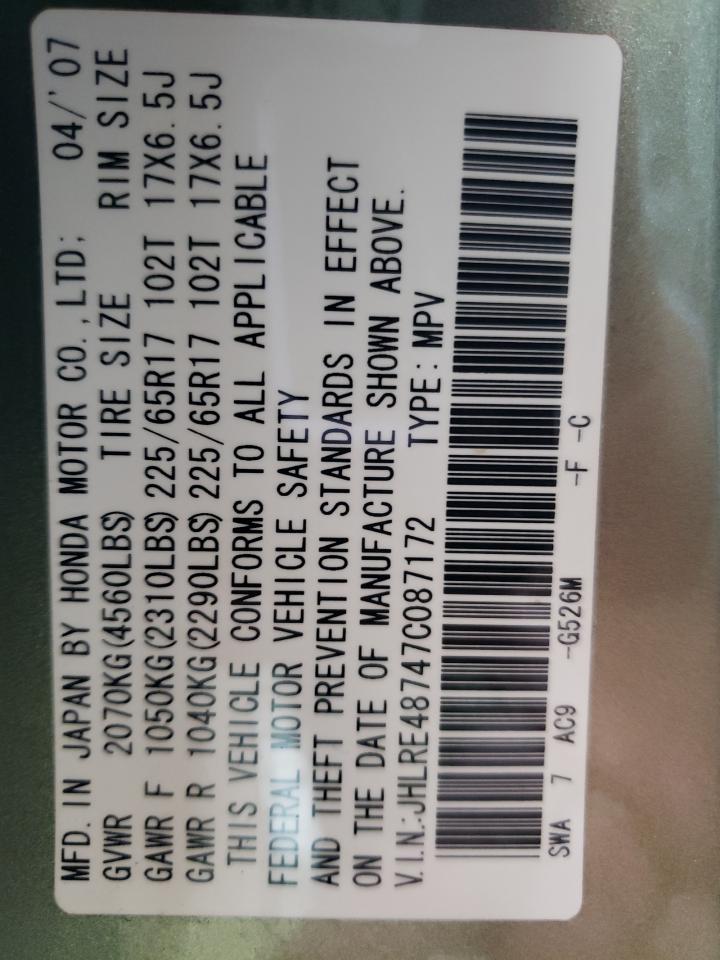 MFD. IN JAPAN BY HONDA MOTOR CO., LTD; 04/'07
GVWR 2070KG(4560LBS) TIRE SIZE RIM SIZE
GAWR F 1050KG(2310LBS) 225/65R17 102T 17X6.5J
GAWR R 1040KG(2290LBS) 225/65R17 102T 17X6.5J
THIS VEHICLE CONFORMS TO ALL APPLICABLE
FEDERAL MOTOR VEHICLE SAFETY
AND THEFT PREVENTION STANDARDS IN EFFECT
ON THE DATE OF MANUFACTURE SHOWN ABOVE.
V.I.N.:JHLRE48747C087172 TYPE: MPV
SWA 7 AC9 -G526M -F -C